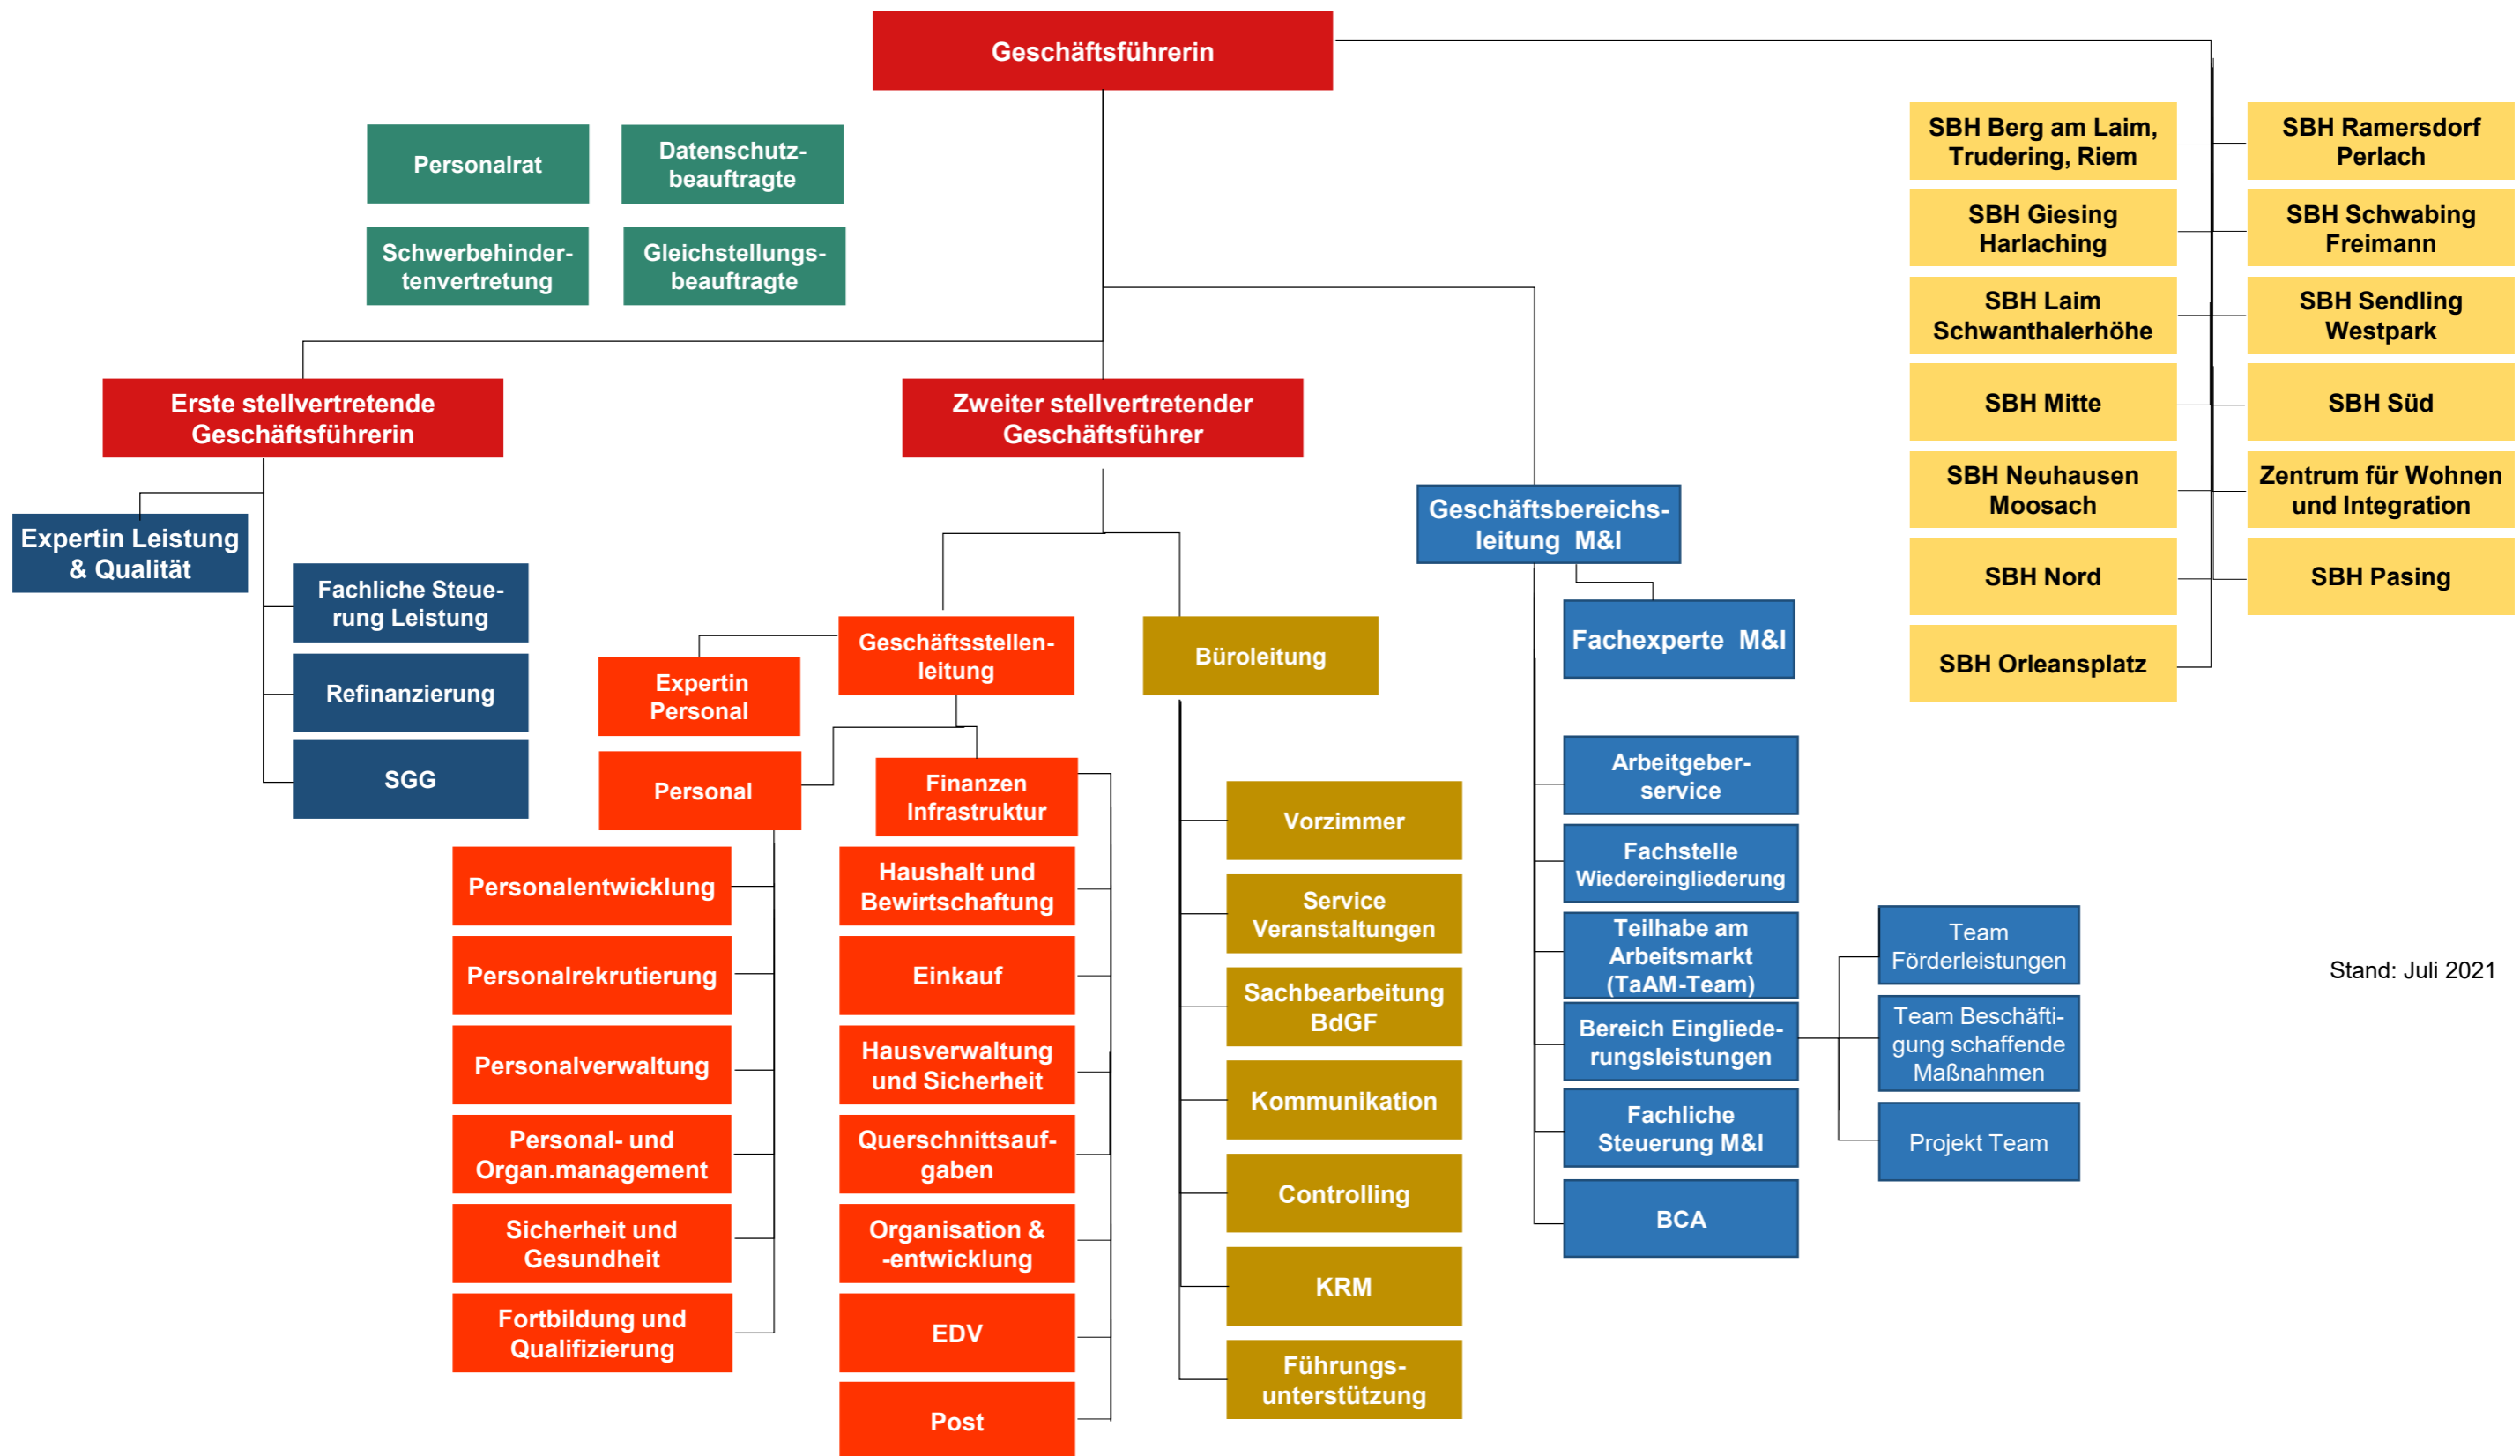 Geschäftsführerin
Personalrat
Datenschutz-
beauftragte
Schwerbehinder-
tenvertretung
Gleichstellungs-
beauftragte
SBH Berg am Laim,
Trudering, Riem
SBH Ramersdorf
Perlach
SBH Giesing
Harlaching
SBH Schwabing
Freimann
SBH Laim
Schwanthalerhöhe
SBH Sendling
Westpark
SBH Mitte
SBH Süd
SBH Neuhausen
Moosach
Zentrum für Wohnen
und Integration
SBH Nord
SBH Pasing
SBH Orleansplatz
Erste stellvertretende
Geschäftsführerin
Zweiter stellvertretender
Geschäftsführer
Expertin Leistung
& Qualität
Fachliche Steue-
rung Leistung
Refinanzierung
SGG
Geschäftsstellen-
leitung
Expertin
Personal
Personal
Finanzen
Infrastruktur
Personalentwicklung
Personalrekrutierung
Personalverwaltung
Personal- und
Organ.management
Sicherheit und
Gesundheit
Fortbildung und
Qualifizierung
Haushalt und
Bewirtschaftung
Einkauf
Hausverwaltung
und Sicherheit
Querschnittsauf-
gaben
Organisation &
-entwicklung
EDV
Post
Büroleitung
Vorzimmer
Service
Veranstaltungen
Sachbearbeitung
BdGF
Kommunikation
Controlling
KRM
Führungs-
unterstützung
Geschäftsbereichs-
leitung M&I
Fachexperte M&I
Arbeitgeber-
service
Fachstelle
Wiedereingliederung
Teilhabe am
Arbeitsmarkt
(TaAM-Team)
Bereich Eingliede-
rungsleistungen
Fachliche
Steuerung M&I
BCA
Team
Förderleistungen
Team Beschäfti-
gung schaffende
Maßnahmen
Projekt Team
Stand: Juli 2021